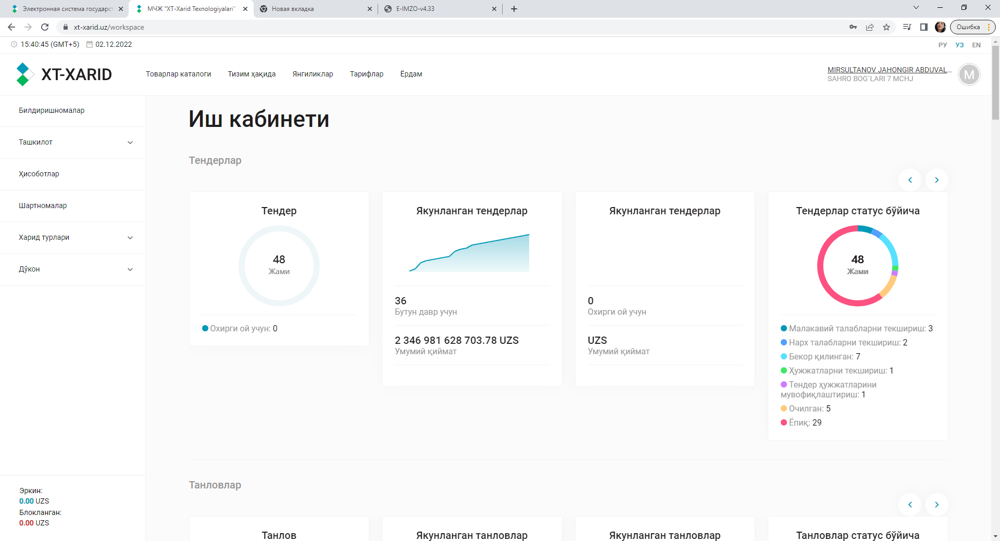 Электронная система государст
МЧЖ "XT-Xarid Texnologiyalari"
Новая вкладка
E-IMZO-v4.33
xt-xarid.uz/workspace
Ошибка
15:40:45 (GMT+5) 02.12.2022
РУ УЗ EN
XT-XARID
Товарлар каталоги Тизим ҳақида Янгиликлар Тарифлар Ёрдам
MIRSULTANOV JAHONGIR ABDUVAL...
SAHRO BOG`LARI 7 MCHJ
M
Билдиришномалар
Ташкилот
Ҳисоботлар
Шартномалар
Харид турлари
Дўкон
Эркин:
0.00 UZS
Блокланган:
0.00 UZS
Иш кабинети
Тендерлар
Тендер
48
Жами
Охирги ой учун: 0
Якунланган тендерлар
36
Бутун давр учун
2 346 981 628 703.78 UZS
Умумий қиймат
Якунланган тендерлар
0
Охирги ой учун
UZS
Умумий қиймат
Тендерлар статус бўйича
48
Жами
Малакавий талабларни текшириш: 3
Нарх талабларни текшириш: 2
Бекор қилинган: 7
Ҳужжатларни текшириш: 1
Тендер ҳужжатларини
мувофиқлаштириш: 1
Очилган: 5
Ёпиқ: 29
Танловлар
Танлов
Якунланган танловлар
Якунланган танловлар
Танловлар статус бўйича